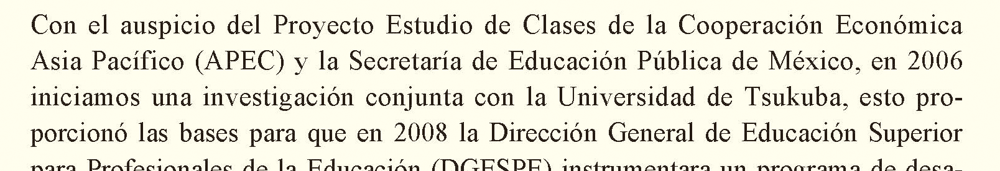 Con el auspicio del Proyecto Estudio de Clases de la Cooperación Económica
Asia Pacífico (APEC) y la Secretaría de Educación Pública de México, en 2006
iniciamos una investigación conjunta con la Universidad de Tsukuba, esto pro-
porcionó las bases para que en 2008 la Dirección General de Educación Superior
para Profesionales de la Educación (DGESPE) instrumentara un programa de desa-